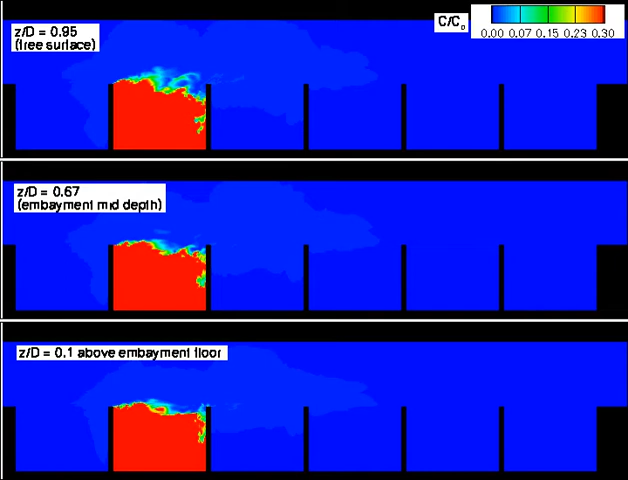 z/D = 0.95
(free surface)
C/C₀
0.00 0.07 0.15 0.23 0.30
z/D = 0.67
(embayment mid depth)
z/D = 0.1 above embayment floor